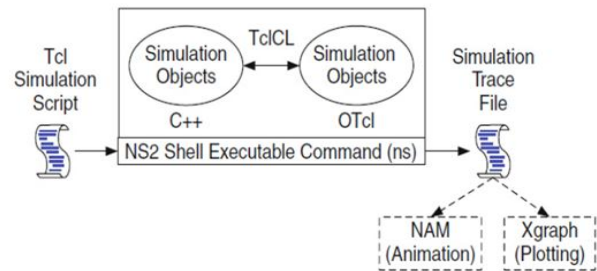 Tcl
Simulation
Script
Simulation
Objects
C++
TclCL
Simulation
Objects
OTcl
NS2 Shell Executable Command (ns)
Simulation
Trace
File
NAM
(Animation)
Xgraph
(Plotting)